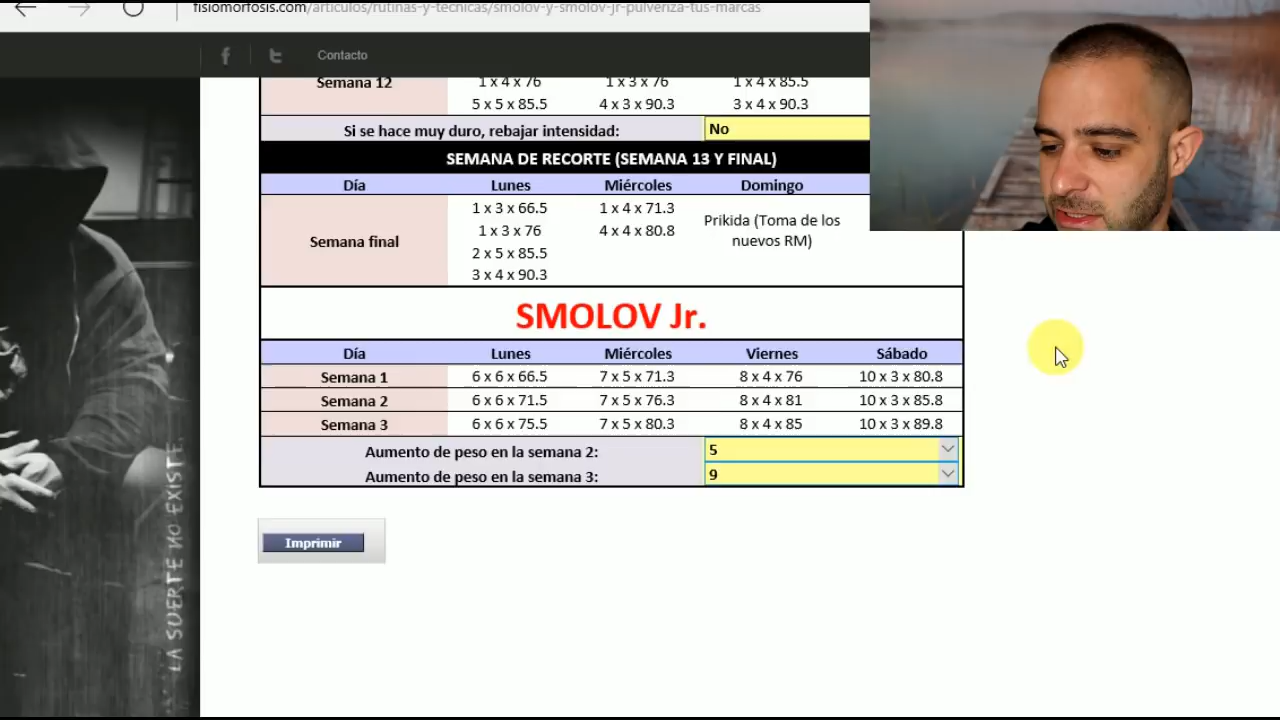 fisiomorfosis.com/articulos/rutinas-y-tecnicas/smolov-y-smolov-jr-pulveriza-tus-marcas
Contacto
Semana 12 1 x 4 x 76 1 x 3 x 76 1 x 4 x 85.5
5 x 5 x 85.5 4 x 3 x 90.3 3 x 4 x 90.3
Si se hace muy duro, rebajar intensidad: No
SEMANA DE RECORTE (SEMANA 13 Y FINAL)
Día Lunes Miércoles Domingo
Semana final
1 x 3 x 66.5 1 x 4 x 71.3
1 x 3 x 76 4 x 4 x 80.8
2 x 5 x 85.5
3 x 4 x 90.3
Prikida (Toma de los
nuevos RM)
SMOLOV Jr.
Día Lunes Miércoles Viernes Sábado
Semana 1 6 x 6 x 66.5 7 x 5 x 71.3 8 x 4 x 76 10 x 3 x 80.8
Semana 2 6 x 6 x 71.5 7 x 5 x 76.3 8 x 4 x 81 10 x 3 x 85.8
Semana 3 6 x 6 x 75.5 7 x 5 x 80.3 8 x 4 x 85 10 x 3 x 89.8
Aumento de peso en la semana 2: 5
Aumento de peso en la semana 3: 9
Imprimir
LA SUERTE NO EXISTE